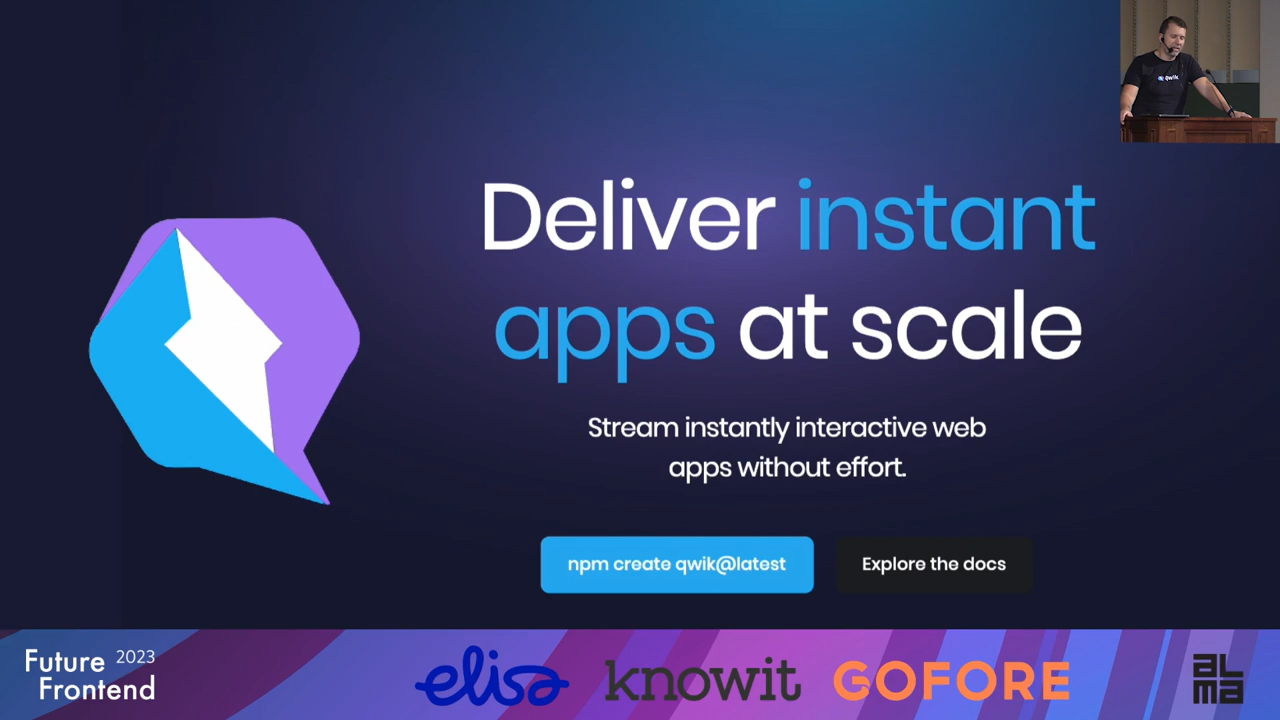 qwik
Deliver instant
apps at scale
Stream instantly interactive web
apps without effort.
npm create qwik@latest
Explore the docs
Future 2023
Frontend
elisa
knowit
GOFORE
aL
ma